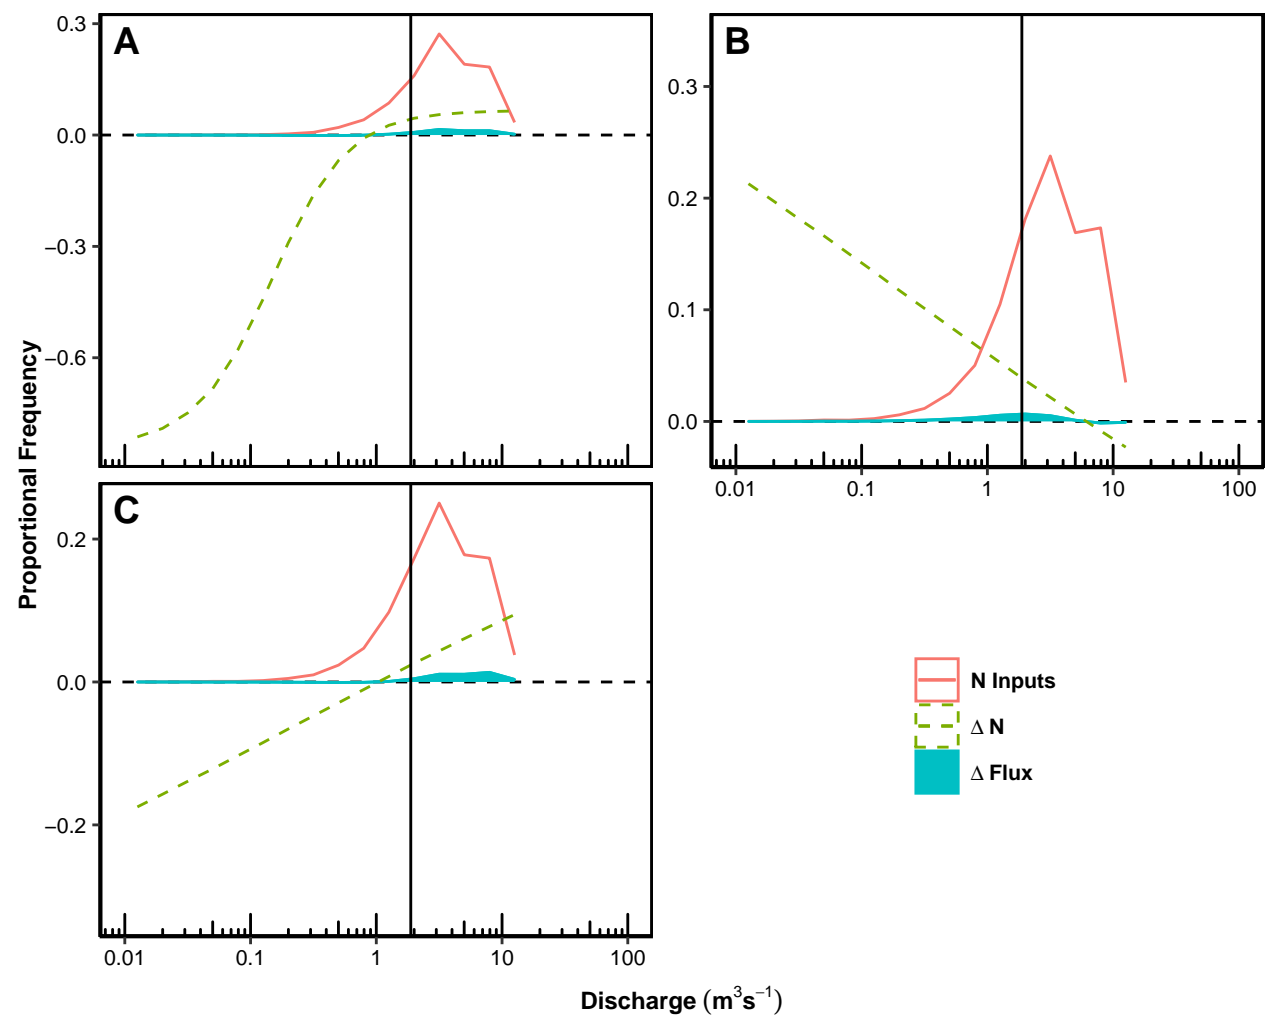 A
0.3
0.0
−0.3
−0.6
B
0.3
0.2
0.1
0.0
0.01 0.1 1 10 100
C
0.2
0.0
−0.2
0.01 0.1 1 10 100
Proportional Frequency
Discharge (m³s⁻¹)
N Inputs
Δ N
Δ Flux